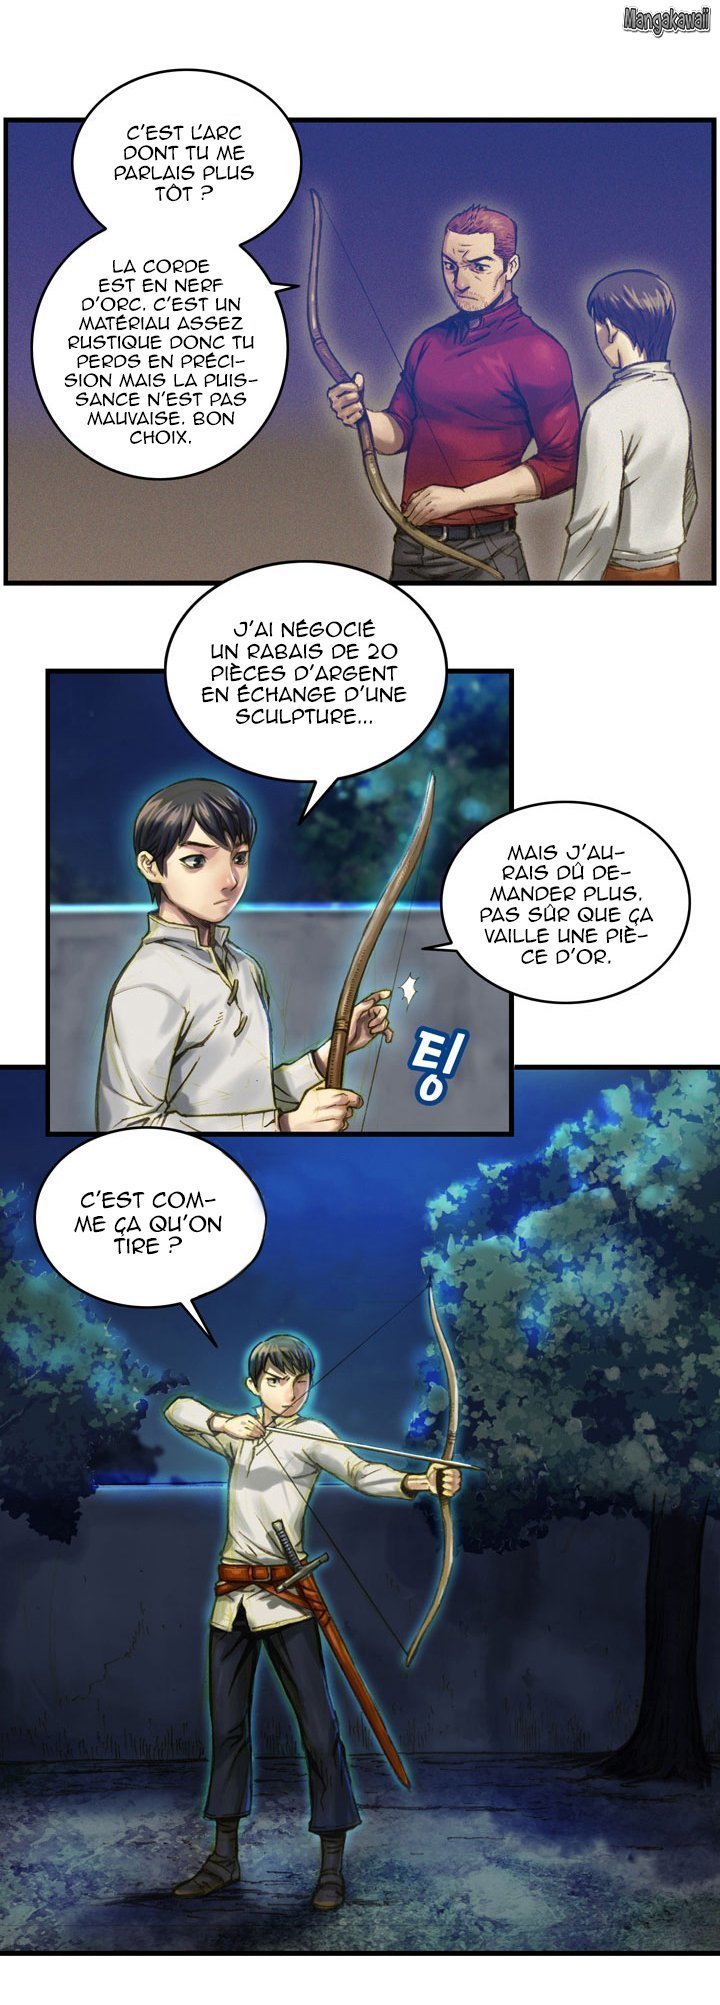 Mangakawaii
C'EST L'ARC
DONT TU ME
PARLAIS PLUS
TÔT ?
LA CORDE
EST EN NERF
D'ORC. C'EST UN
MATÉRIAU ASSEZ
RUSTIQUE DONC TU
PERDS EN PRÉCI-
SION MAIS LA PUIS-
SANCE N'EST PAS
MAUVAISE. BON
CHOIX.
J'AI NÉGOCIÉ
UN RABAIS DE 20
PIÈCES D'ARGENT
EN ÉCHANGE D'UNE
SCULPTURE...
MAIS J'AU-
RAIS DÛ DE-
MANDER PLUS.
PAS SÛR QUE ÇA
VAILLE UNE PIÈ-
CE D'OR.
팅
C'EST COM-
ME ÇA QU'ON
TIRE ?